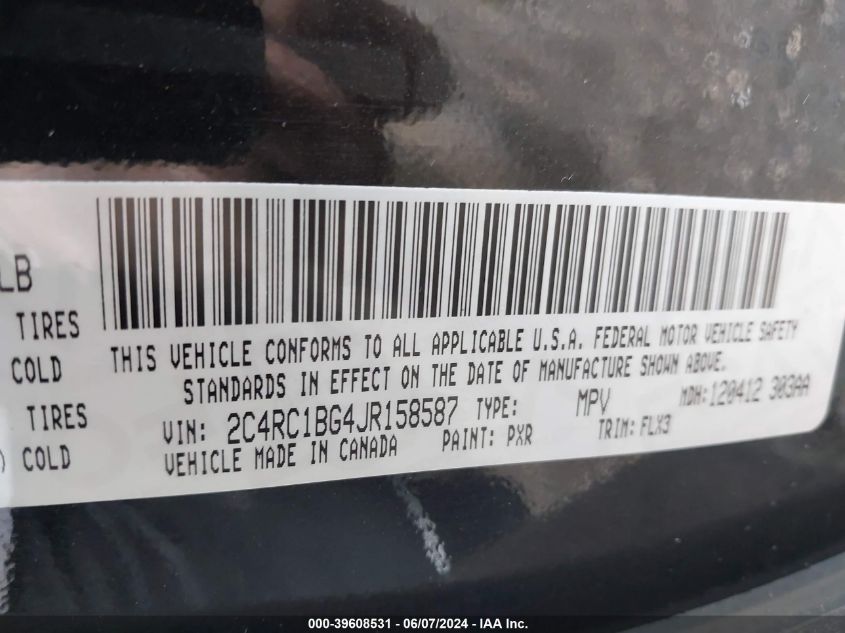 LB
TIRES
COLD
TIRES
) COLD
THIS VEHICLE CONFORMS TO ALL APPLICABLE U.S.A. FEDERAL MOTOR VEHICLE SAFETY
STANDARDS IN EFFECT ON THE DATE OF MANUFACTURE SHOWN ABOVE.
VIN: 2C4RC1BG4JR158587 TYPE: MPV MDH:120412 303AA
VEHICLE MADE IN CANADA PAINT: PXR TRIM: FLX3
000-39608531 - 06/07/2024 - IAA Inc.